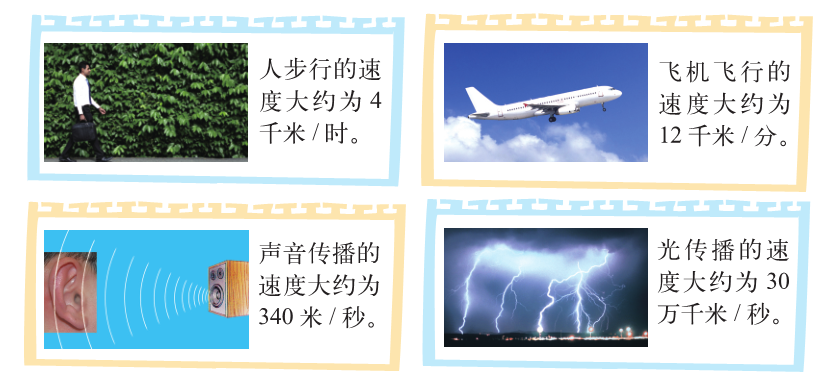 人步行的速
度大约为 4
千米 / 时。
飞机飞行的
速度大约为
12 千米 / 分。
声音传播的
速度大约为
340 米 / 秒。
光传播的速
度大约为 30
万千米 / 秒。